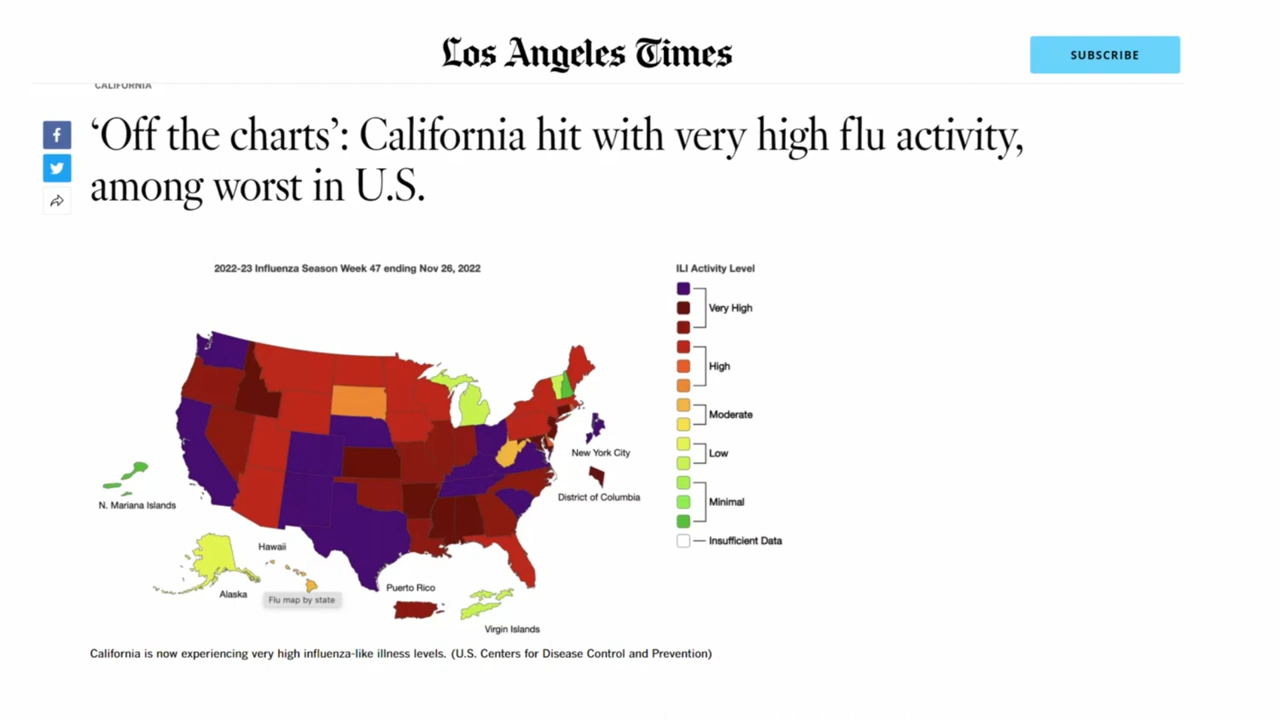 Los Angeles Times
SUBSCRIBE
CALIFORNIA
‘Off the charts’: California hit with very high flu activity,
among worst in U.S.
2022-23 Influenza Season Week 47 ending Nov 26, 2022
ILI Activity Level
Very High
High
Moderate
Low
Minimal
Insufficient Data
New York City
District of Columbia
N. Mariana Islands
Hawaii
Alaska
Flu map by state
Puerto Rico
Virgin Islands
California is now experiencing very high influenza-like illness levels. (U.S. Centers for Disease Control and Prevention)